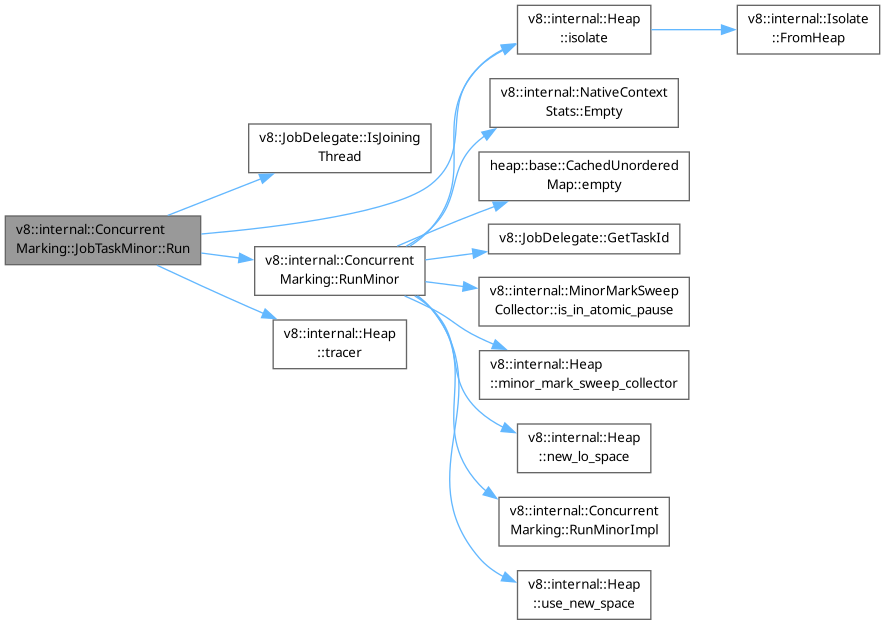 v8::internal::Concurrent
Marking::JobTaskMinor::Run
v8::JobDelegate::IsJoining
Thread
v8::internal::Concurrent
Marking::RunMinor
v8::internal::Heap
::tracer
v8::internal::Heap
::isolate
v8::internal::Isolate
::FromHeap
v8::internal::NativeContext
Stats::Empty
heap::base::CachedUnordered
Map::empty
v8::JobDelegate::GetTaskId
v8::internal::MinorMarkSweep
Collector::is_in_atomic_pause
v8::internal::Heap
::minor_mark_sweep_collector
v8::internal::Heap
::new_lo_space
v8::internal::Concurrent
Marking::RunMinorImpl
v8::internal::Heap
::use_new_space